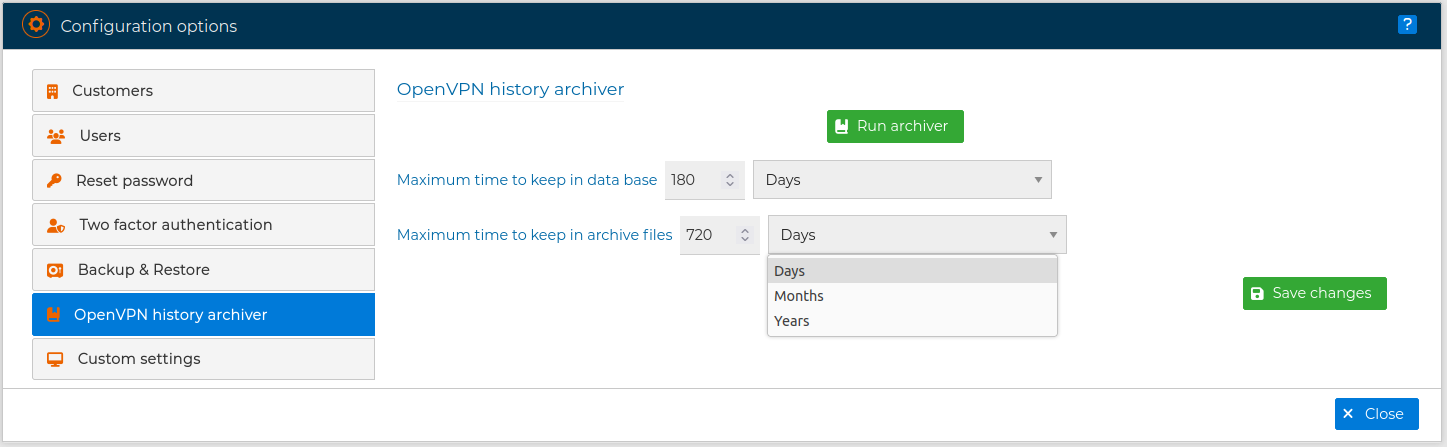 Configuration options
?
Customers
Users
Reset password
Two factor authentication
Backup & Restore
OpenVPN history archiver
Custom settings
OpenVPN history archiver
Run archiver
Maximum time to keep in data base 180 Days
Maximum time to keep in archive files 720 Days
Days
Months
Years
Save changes
Close